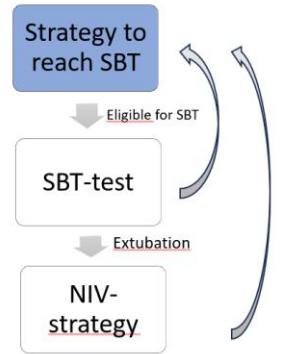 Strategy to
reach SBT
Eligible for SBT
SBT-test
Extubation
NIV-
strategy